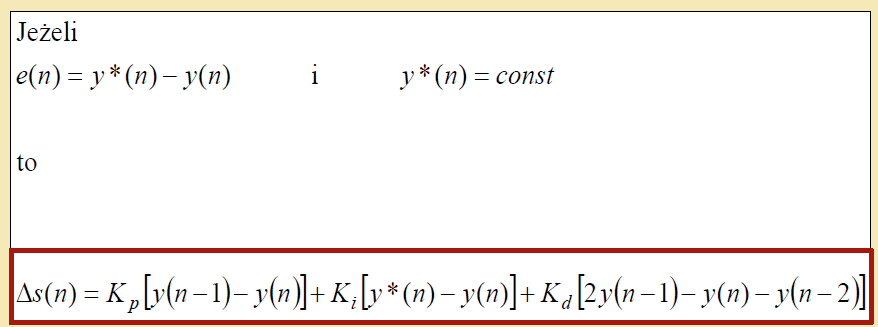 Jeżeli
e(n) = y*(n) − y(n) i y*(n) = const
to
Δs(n) = K_p[y(n−1) − y(n)] + K_i[y*(n) − y(n)] + K_d[2y(n−1) − y(n) − y(n−2)]